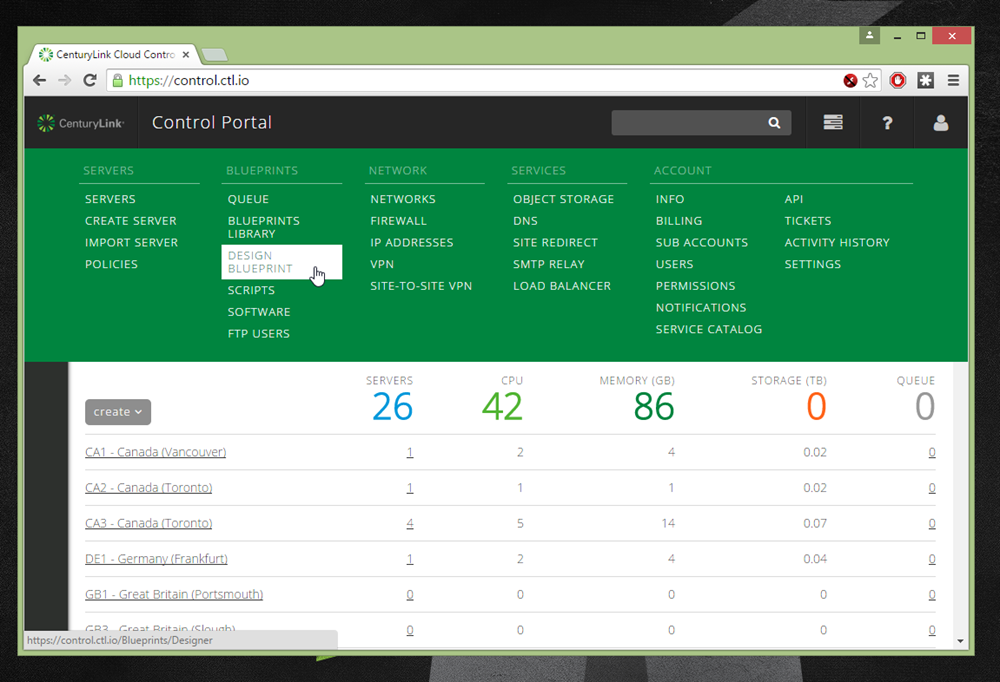 CenturyLink Cloud Contro
https://control.ctl.io
CenturyLink Control Portal ?
SERVERS
SERVERS
CREATE SERVER
IMPORT SERVER
POLICIES
BLUEPRINTS
QUEUE
BLUEPRINTS
LIBRARY
DESIGN
BLUEPRINT
SCRIPTS
SOFTWARE
FTP USERS
NETWORK
NETWORKS
FIREWALL
IP ADDRESSES
VPN
SITE-TO-SITE VPN
SERVICES
OBJECT STORAGE
DNS
SITE REDIRECT
SMTP RELAY
LOAD BALANCER
ACCOUNT
INFO
BILLING
SUB ACCOUNTS
USERS
PERMISSIONS
NOTIFICATIONS
SERVICE CATALOG
API
TICKETS
ACTIVITY HISTORY
SETTINGS
SERVERS CPU MEMORY (GB) STORAGE (TB) QUEUE
create 26 42 86 0 0
CA1 - Canada (Vancouver) 1 2 4 0.02 0
CA2 - Canada (Toronto) 1 1 1 0.02 0
CA3 - Canada (Toronto) 4 5 14 0.07 0
DE1 - Germany (Frankfurt) 1 2 4 0.04 0
GB1 - Great Britain (Portsmouth) 0 0 0 0 0
GB3 - Great Britain (Slough) 0 0 0 0 0
https://control.ctl.io/Blueprints/Designer